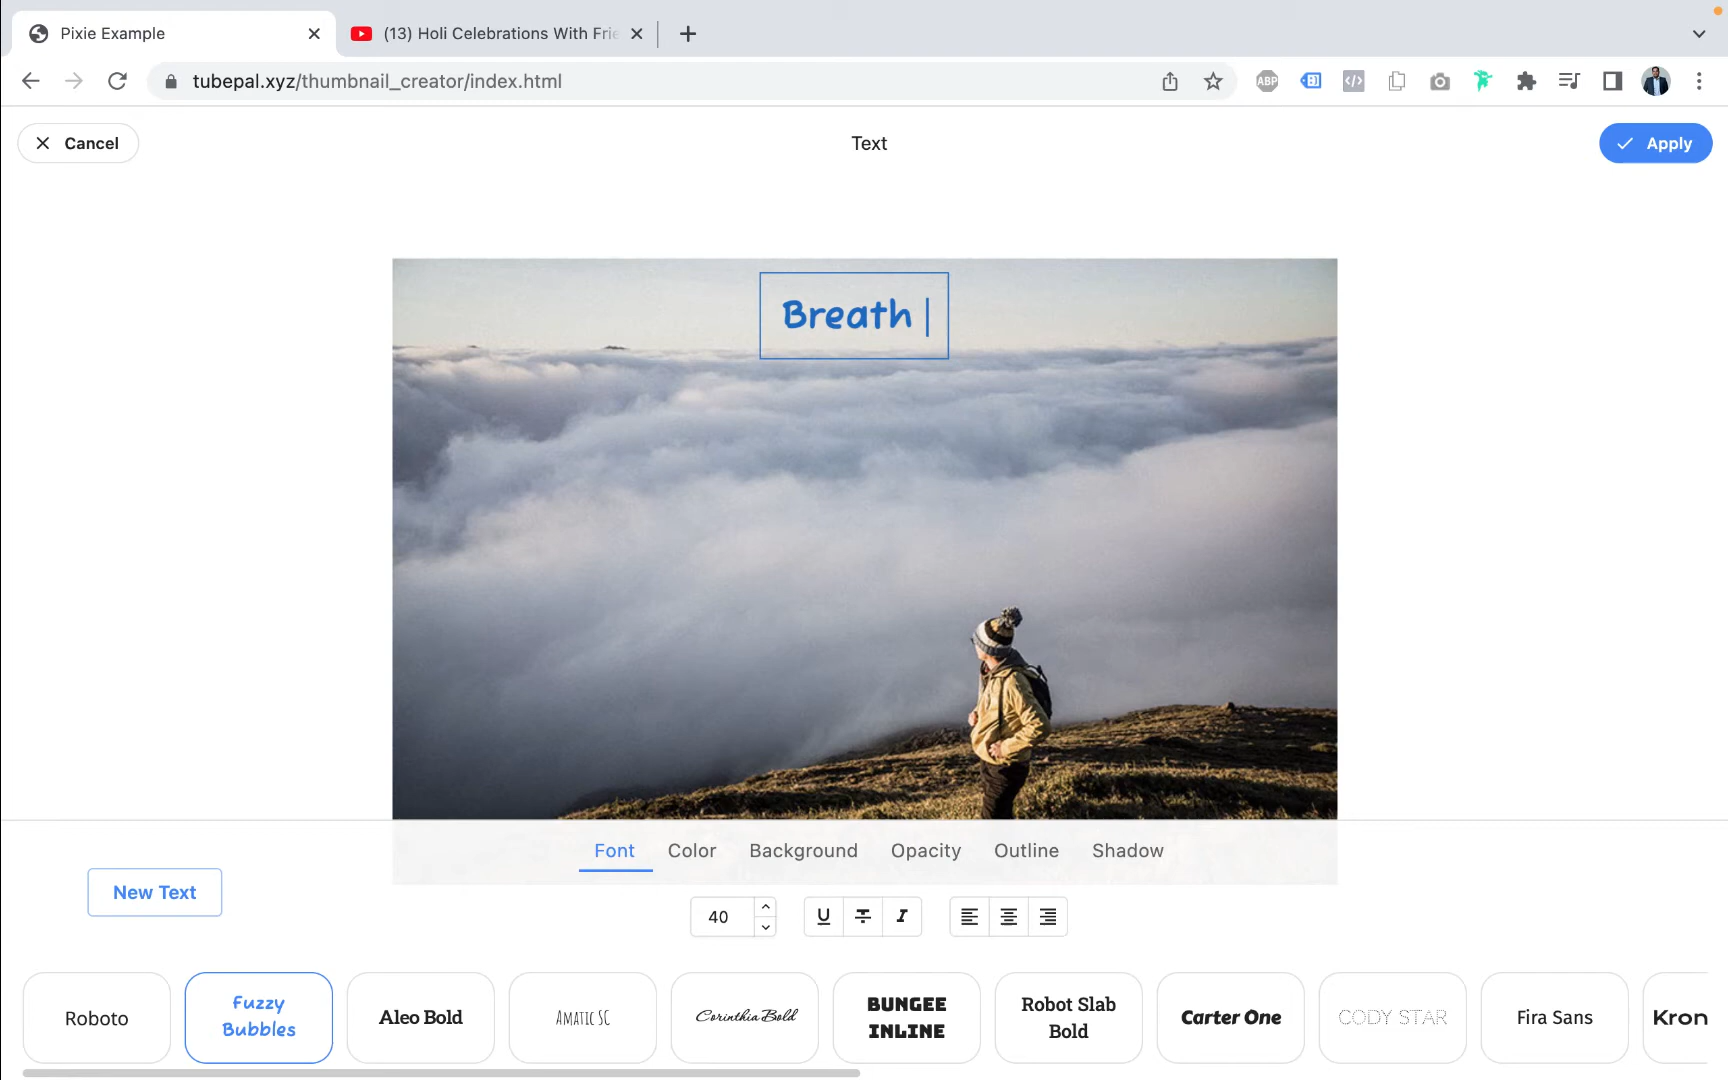 Pixie Example
(13) Holi Celebrations With Frie
tubepal.xyz/thumbnail_creator/index.html
ABP
Cancel
Text
Apply
Breath
Font Color Background Opacity Outline Shadow
New Text
40
Roboto
Fuzzy
Bubbles
Aleo Bold
Amatic SC
Corinthia Bold
BUNGEE
INLINE
Robot Slab
Bold
Carter One
CODY STAR
Fira Sans
Kron